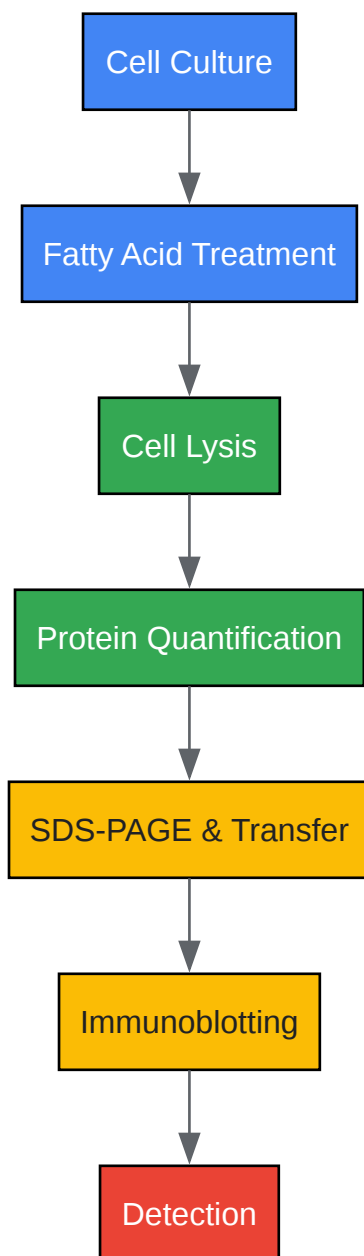 Cell Culture
Fatty Acid Treatment
Cell Lysis
Protein Quantification
SDS-PAGE & Transfer
Immunoblotting
Detection